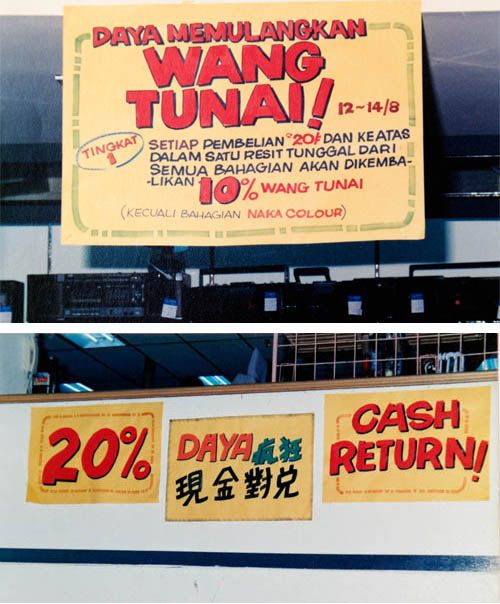 DAYA MEMULANGKAN
WANG
TUNAI!
12~14/8
TINGKAT
1
SETIAP PEMBELIAN $20/- DAN KEATAS
DALAM SATU RESIT TUNGGAL DARI
SEMUA BAHAGIAN AKAN DIKEMBA-
-LIKAN 10% WANG TUNAI
(KECUALI BAHAGIAN NAKA COLOUR)
20%
DAYA 疯狂
現金對兑
CASH
RETURN!